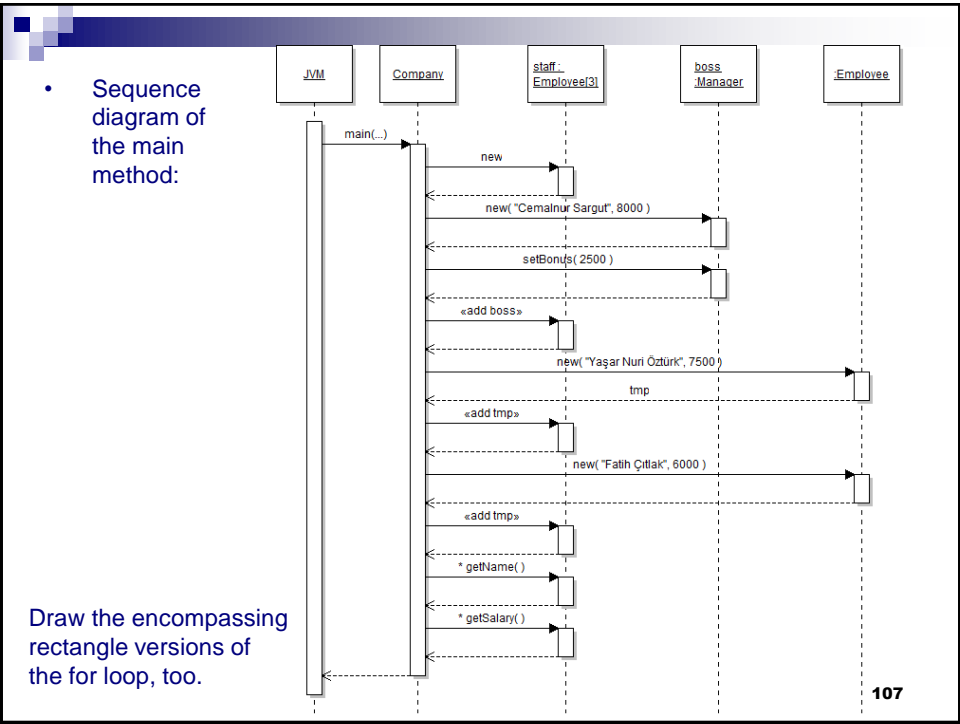 • Sequence
diagram of
the main
method:
JVM
Company
staff :
Employee[3]
boss
:Manager
:Employee
main(...)
new
new( "Cemalnur Sargut", 8000 )
setBonus( 2500 )
«add boss»
new( "Yaşar Nuri Öztürk", 7500 )
tmp
«add tmp»
new( "Fatih Çıtlak", 6000 )
«add tmp»
* getName( )
* getSalary( )
Draw the encompassing
rectangle versions of
the for loop, too.
107